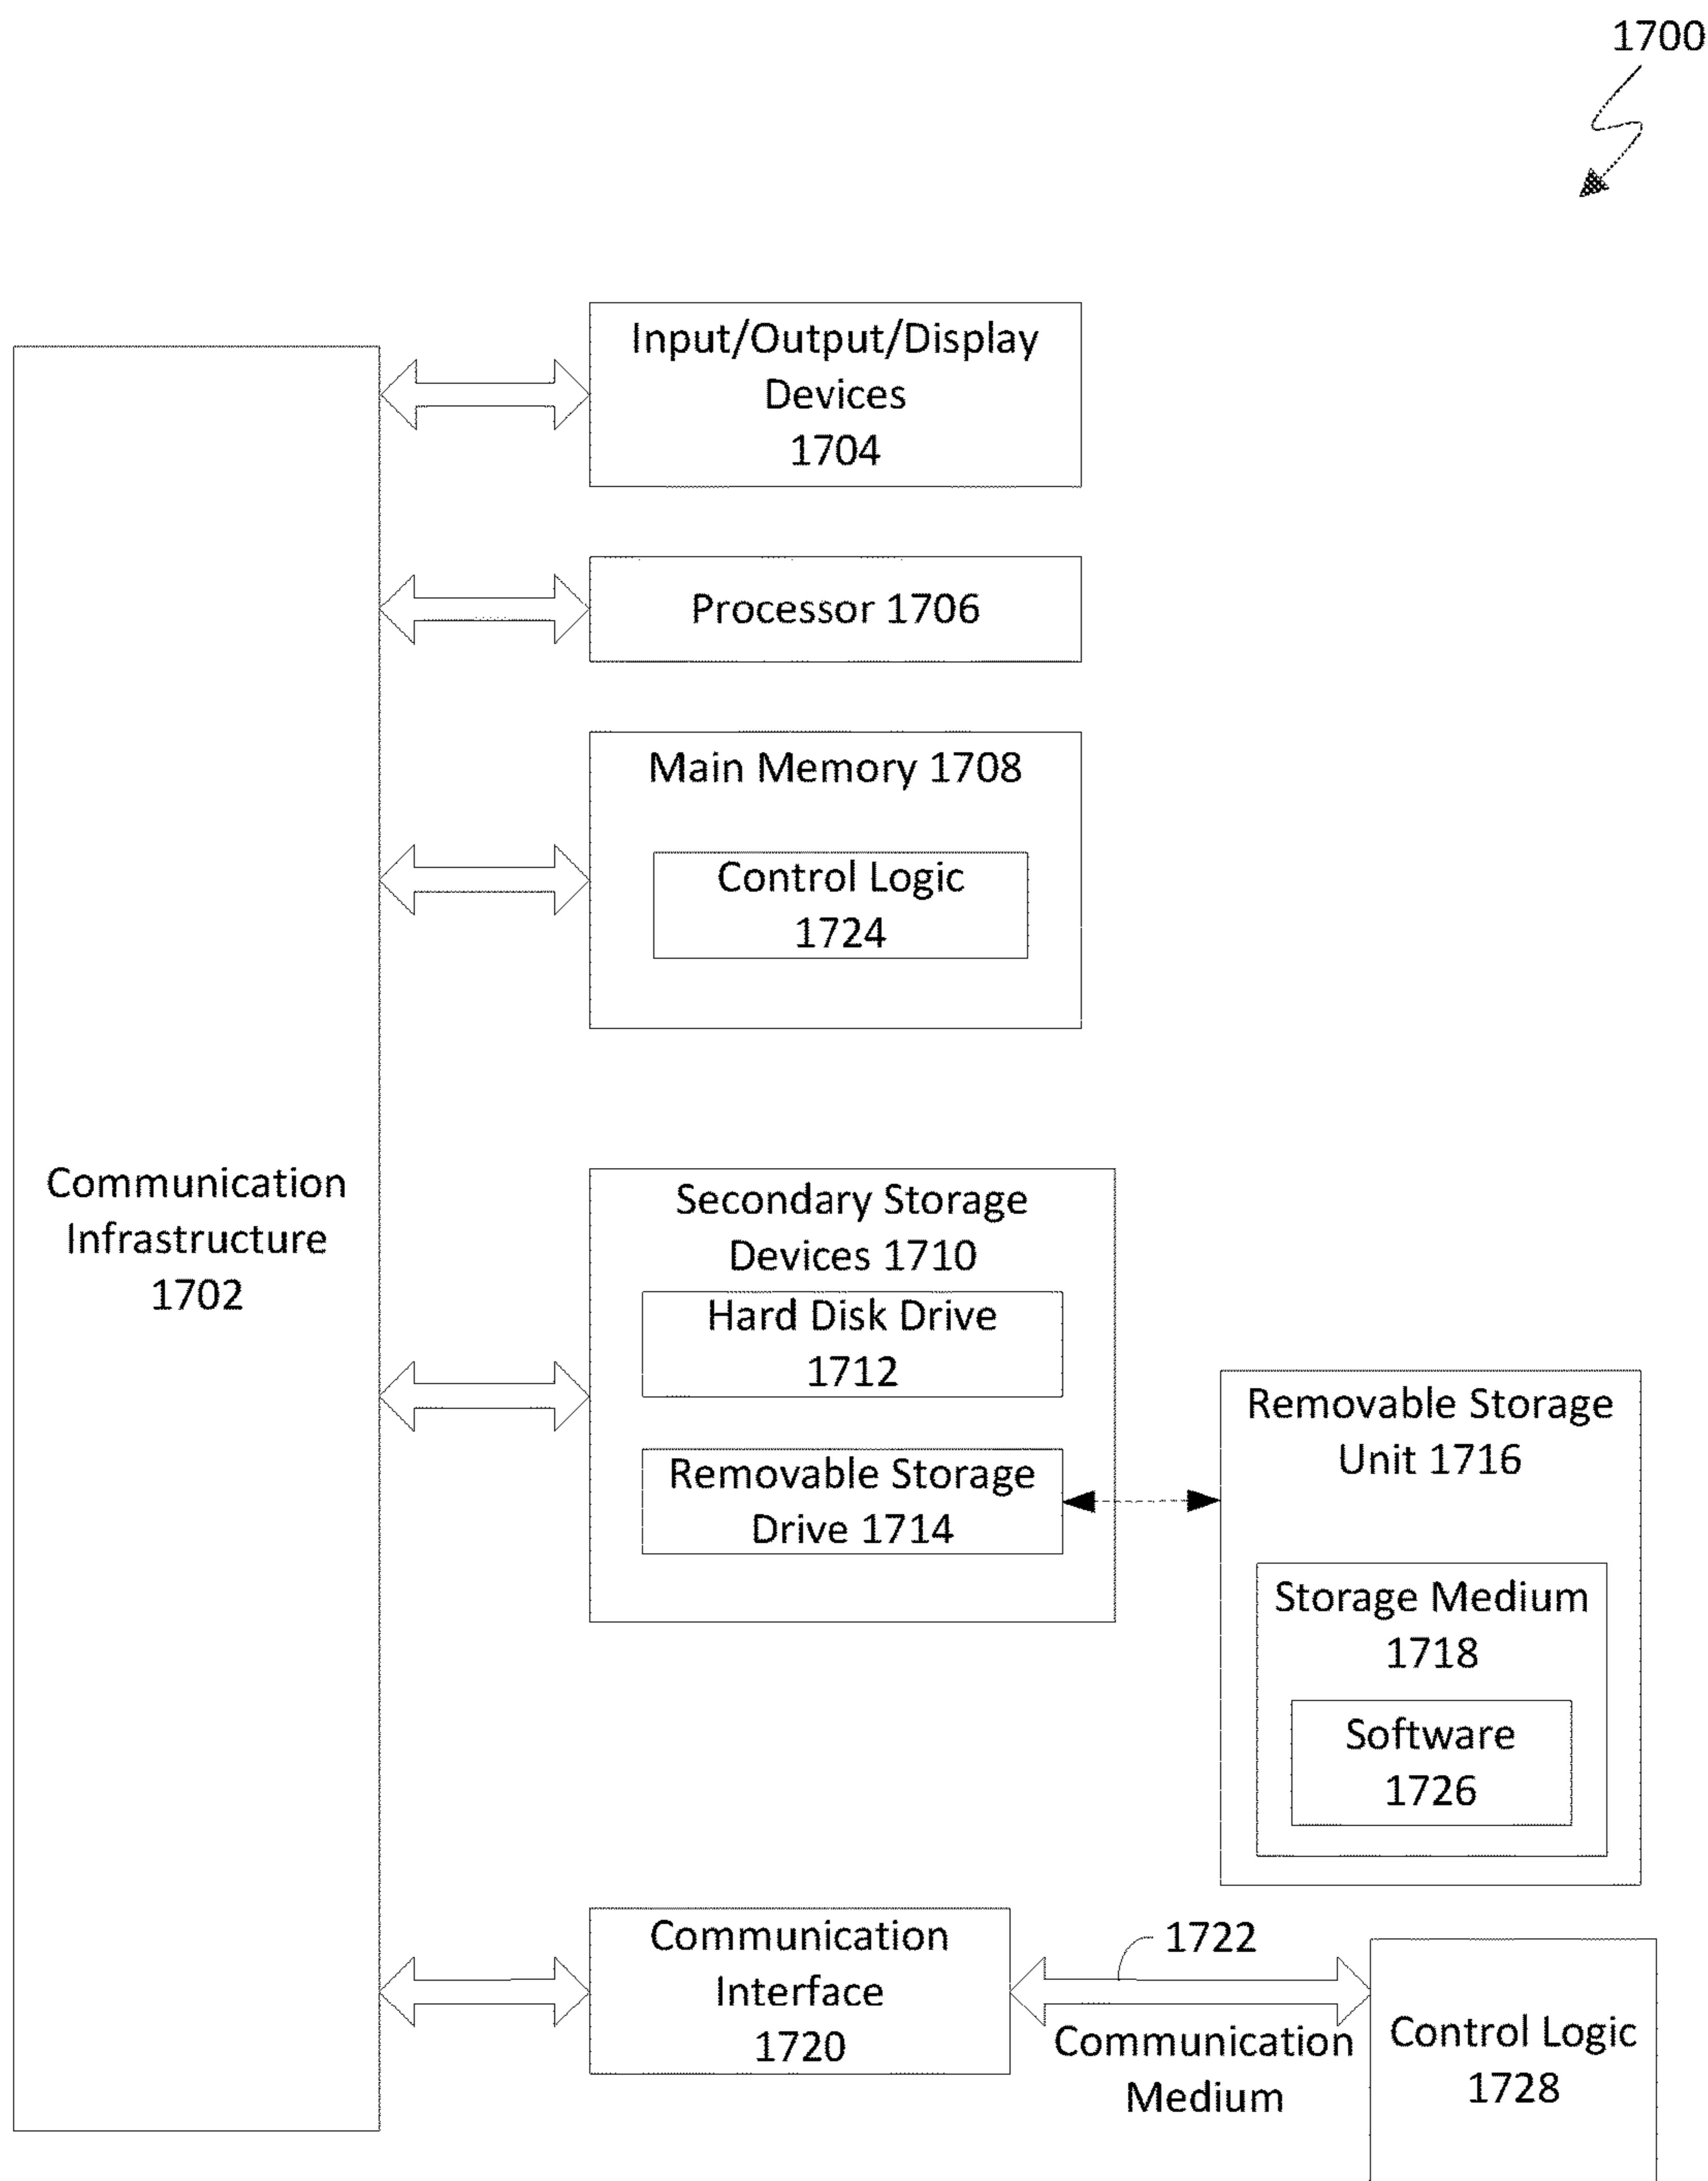 1700
Input/Output/Display
Devices
1704
Processor 1706
Main Memory 1708
Control Logic
1724
Communication
Infrastructure
1702
Secondary Storage
Devices 1710
Hard Disk Drive
1712
Removable Storage
Drive 1714
Removable Storage
Unit 1716
Storage Medium
1718
Software
1726
Communication
Interface
1720
1722
Communication
Medium
Control Logic
1728